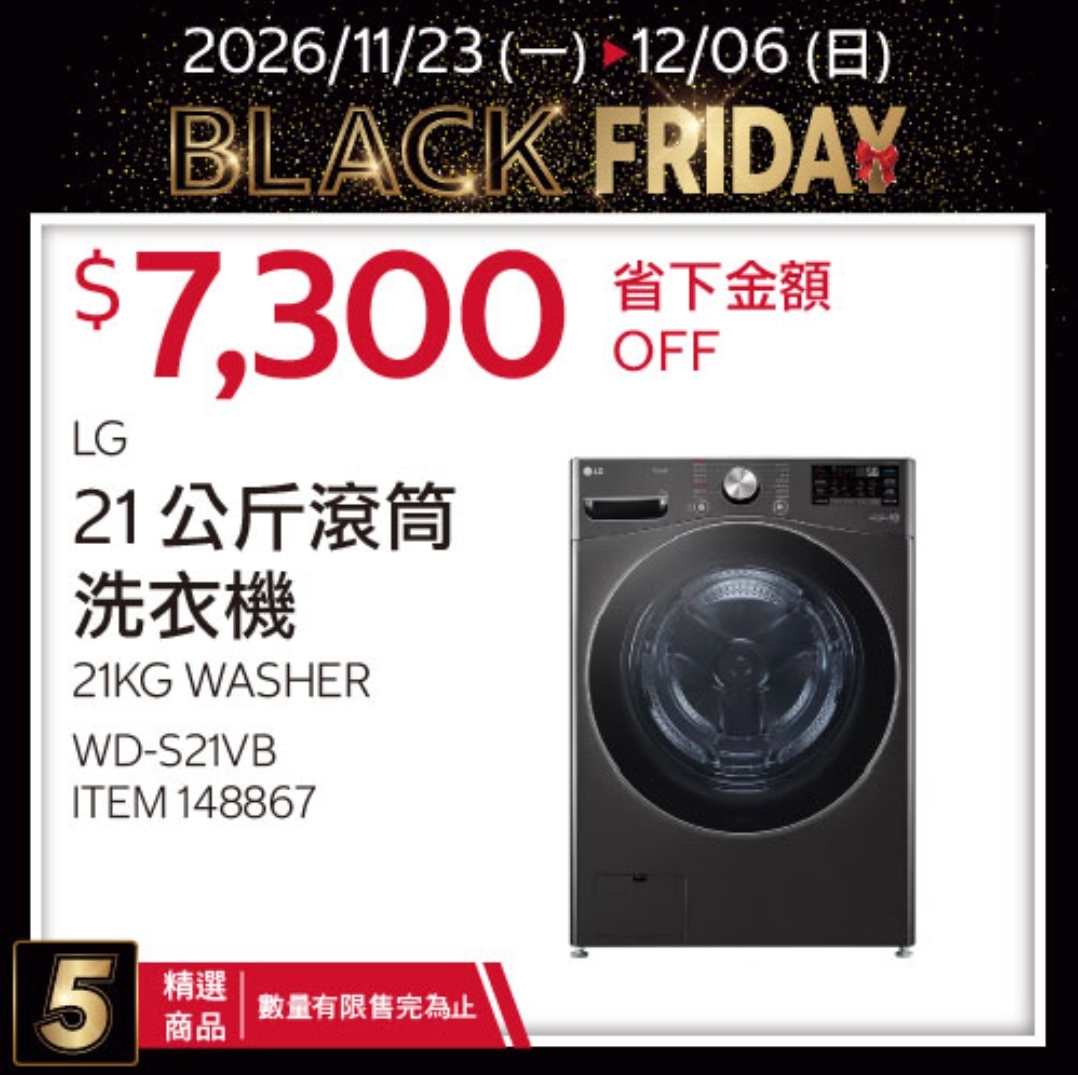 2026/11/23 (一) ▶ 12/06 (日)
BLACK FRIDAY
$7,300 省下金額
OFF
LG
21 公斤滾筒
洗衣機
21KG WASHER
WD-S21VB
ITEM 148867
LG
5
精選
商品
數量有限售完為止